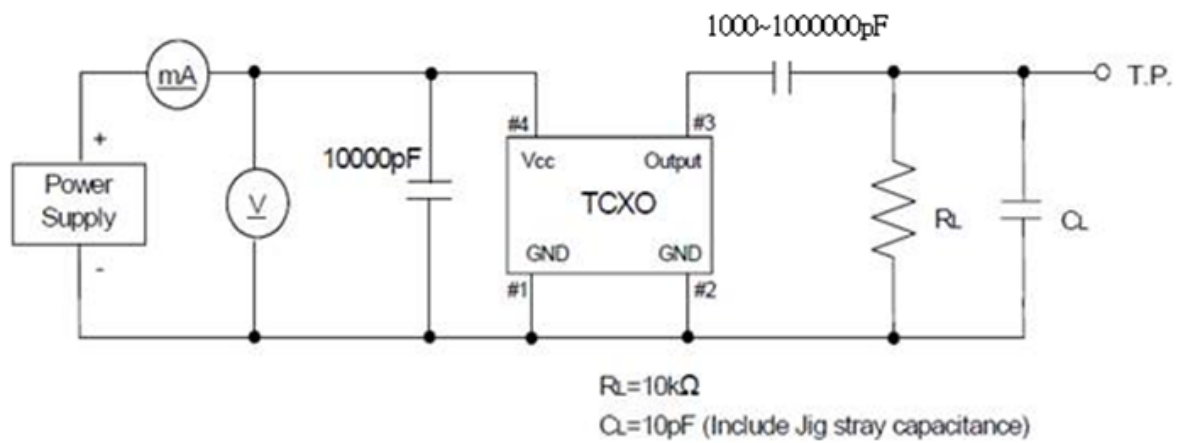 1000~1000000pF
mA
T.P.
+
#4
#3
10000pF
Vcc
Output
Power
Supply
V
TCXO
RL
CL
GND
GND
-
#1
#2
RL=10kΩ
CL=10pF (Include Jig stray capacitance)